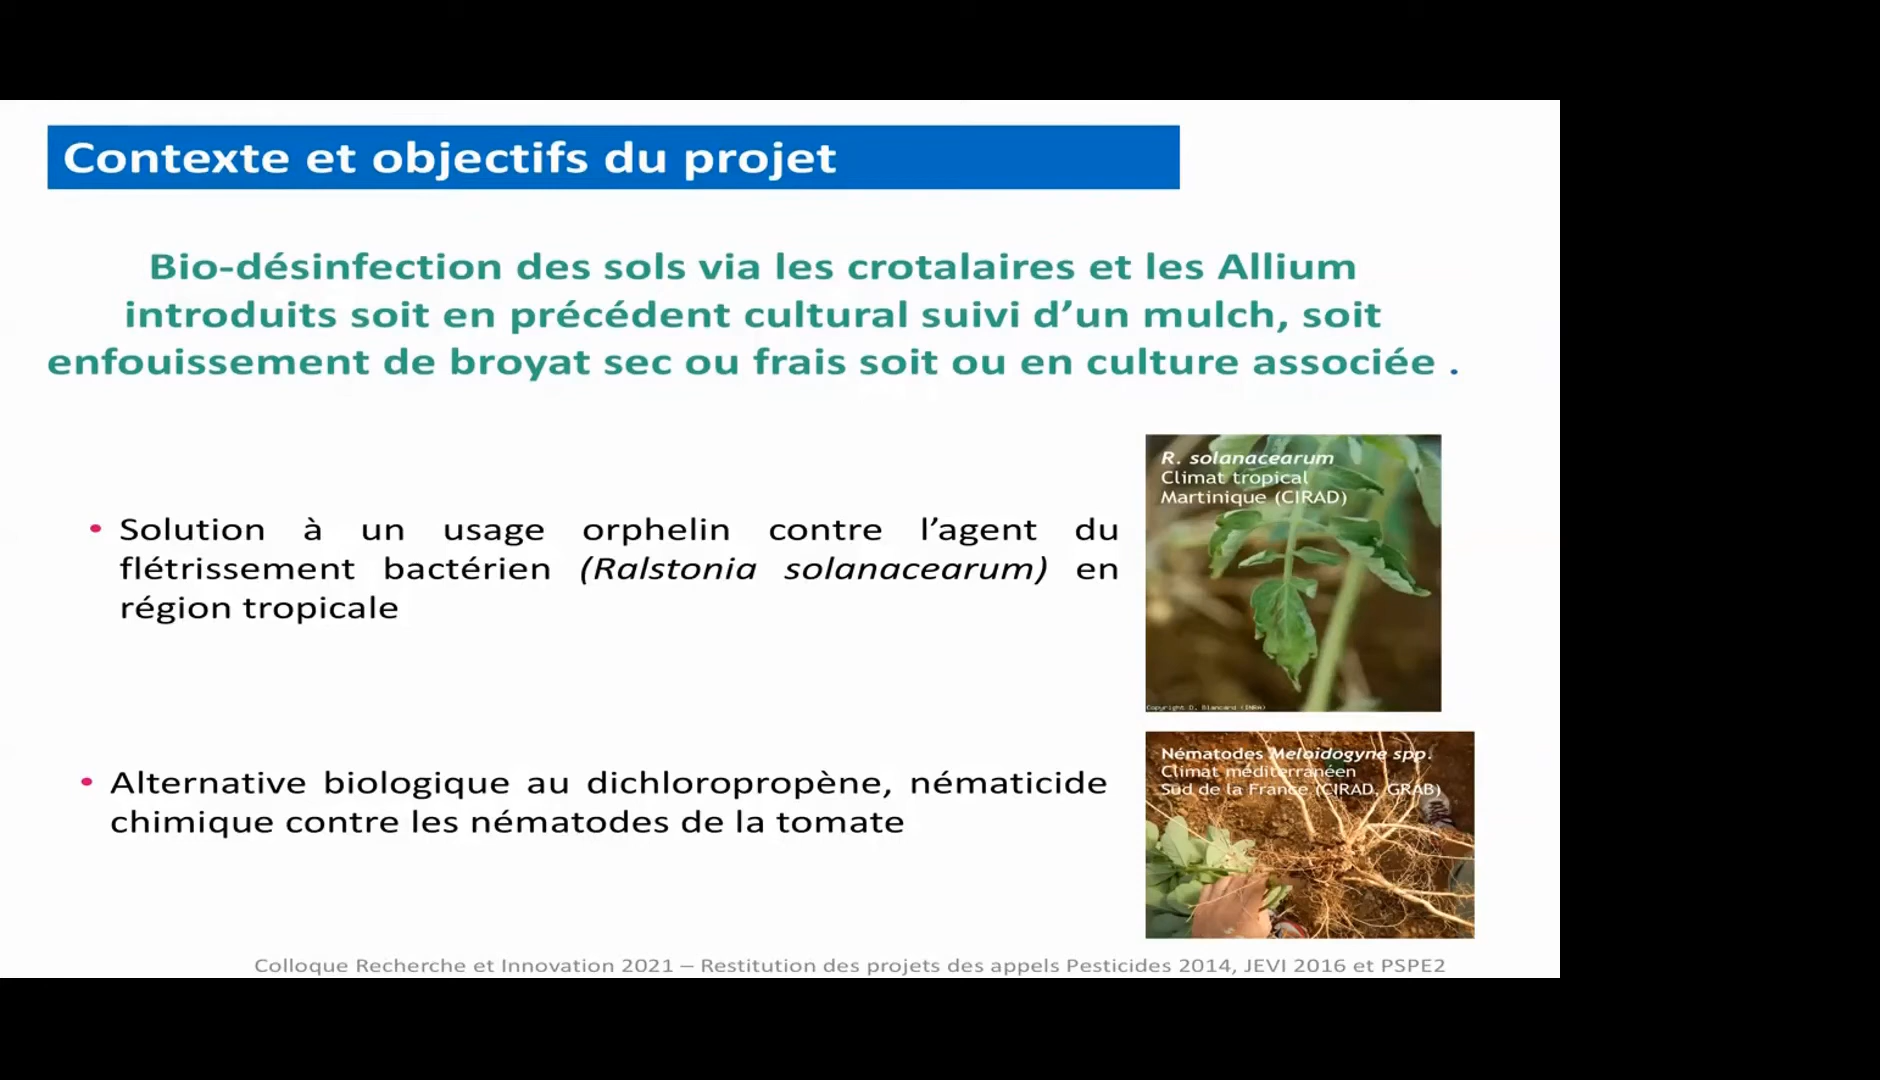 Contexte et objectifs du projet
Bio-désinfection des sols via les crotalaires et les Allium
introduits soit en précédent cultural suivi d’un mulch, soit
enfouissement de broyat sec ou frais soit ou en culture associée .
• Solution à un usage orphelin contre l’agent du
flétrissement bactérien (Ralstonia solanacearum) en
région tropicale
R. solanacearum
Climat tropical
Martinique (CIRAD)
Copyright D. Blancard (INRA)
• Alternative biologique au dichloropropène, nématicide
chimique contre les nématodes de la tomate
Nématodes Meloidogyne spp.
Climat méditerranéen
Sud de la France (CIRAD, GRAB)
Colloque Recherche et Innovation 2021 – Restitution des projets des appels Pesticides 2014, JEVI 2016 et PSPE2